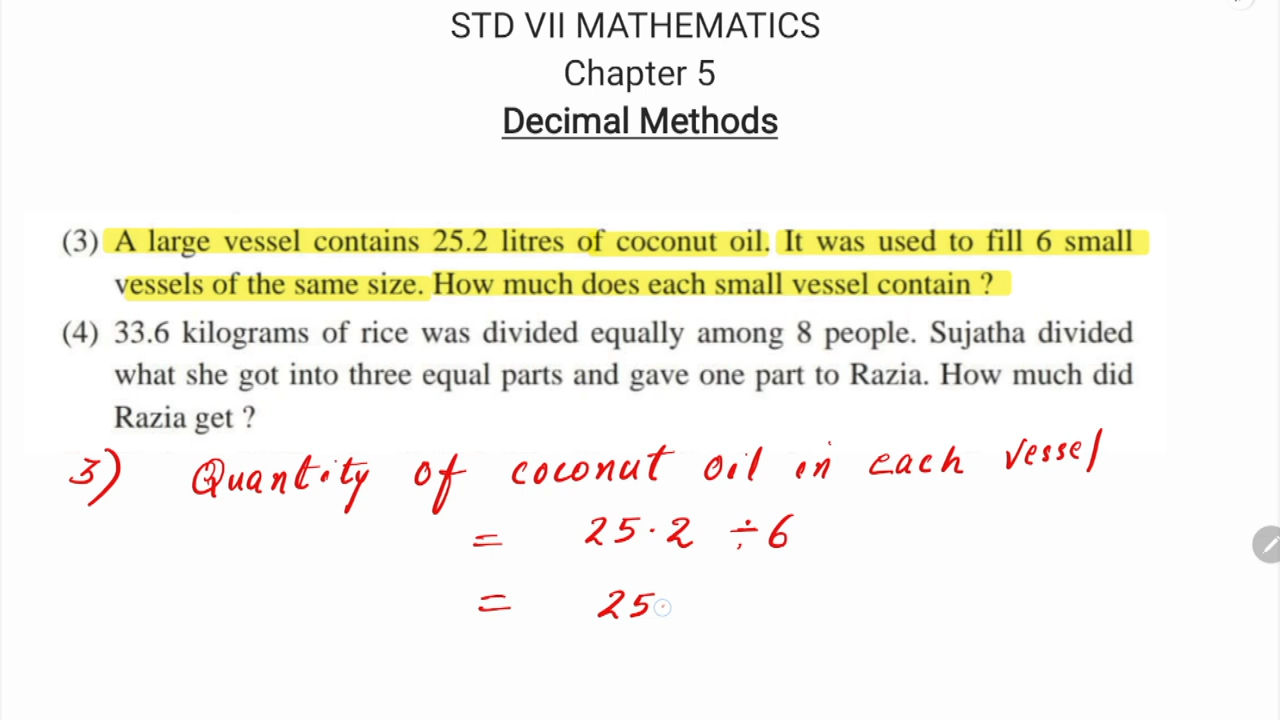 STD VII MATHEMATICS
Chapter 5
Decimal Methods
(3) A large vessel contains 25.2 litres of coconut oil. It was used to fill 6 small
vessels of the same size. How much does each small vessel contain ?
(4) 33.6 kilograms of rice was divided equally among 8 people. Sujatha divided
what she got into three equal parts and gave one part to Razia. How much did
Razia get ?
3) Quantity of coconut oil in each vessel
= 25.2 ÷ 6
= 25